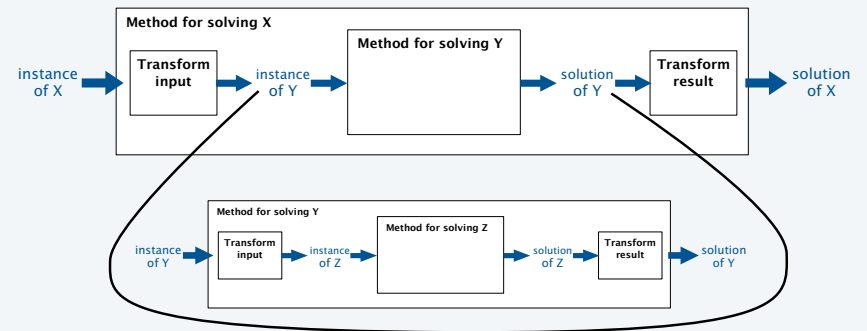 Method for solving X
instance
of X
Transform
input
instance
of Y
Method for solving Y
solution
of Y
Transform
result
solution
of X
Method for solving Y
instance
of Y
Transform
input
instance
of Z
Method for solving Z
solution
of Z
Transform
result
solution
of Y